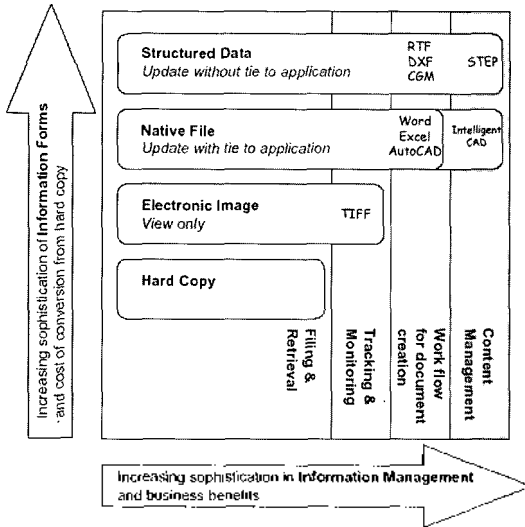 Structured Data
Update without tie to application
RTF
DXF
CGM
STEP
Native File
Update with tie to application
Word
Excel
AutoCAD
Intelligent
CAD
Electronic Image
View only
TIFF
Hard Copy
Filing &
Retrieval
Tracking &
Monitoring
Work flow
for document
creation
Content
Management
Increasing sophistication of Information Forms
and cost of conversion from hard copy
Increasing sophistication in Information Management
and business benefits